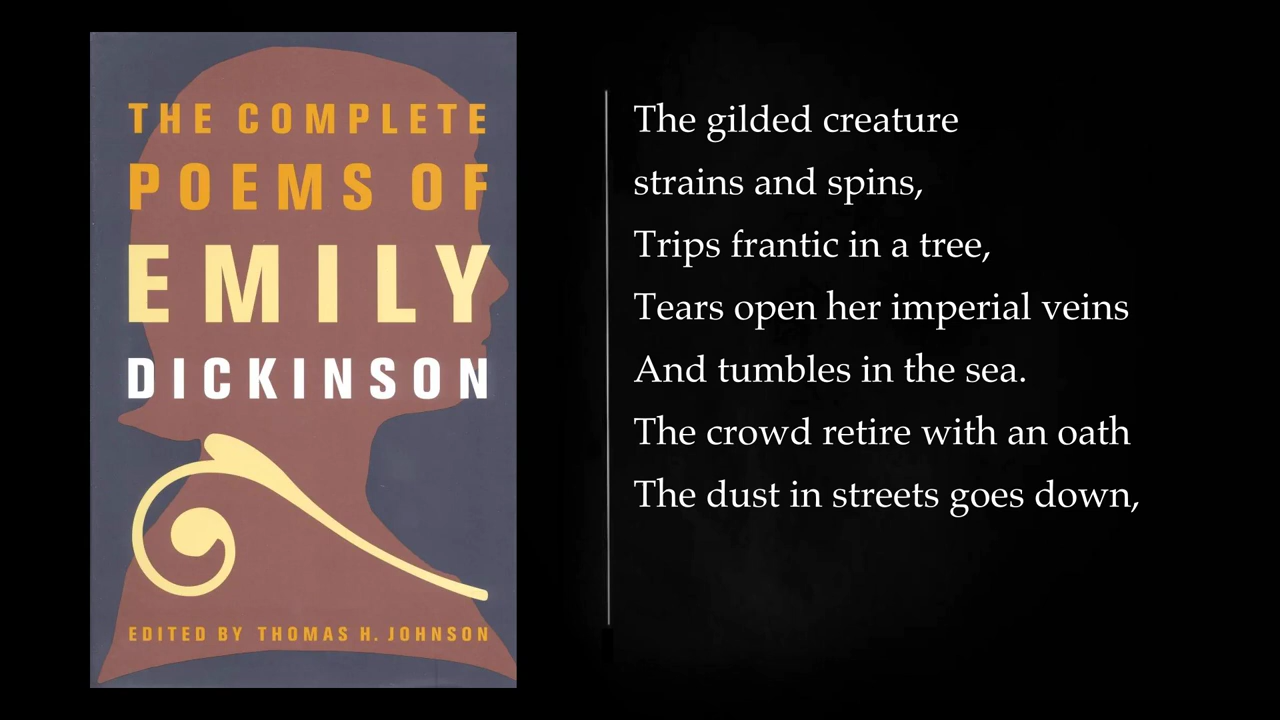 THE COMPLETE
POEMS OF
EMILY
DICKINSON
EDITED BY THOMAS H. JOHNSON
The gilded creature
strains and spins,
Trips frantic in a tree,
Tears open her imperial veins
And tumbles in the sea.
The crowd retire with an oath
The dust in streets goes down,